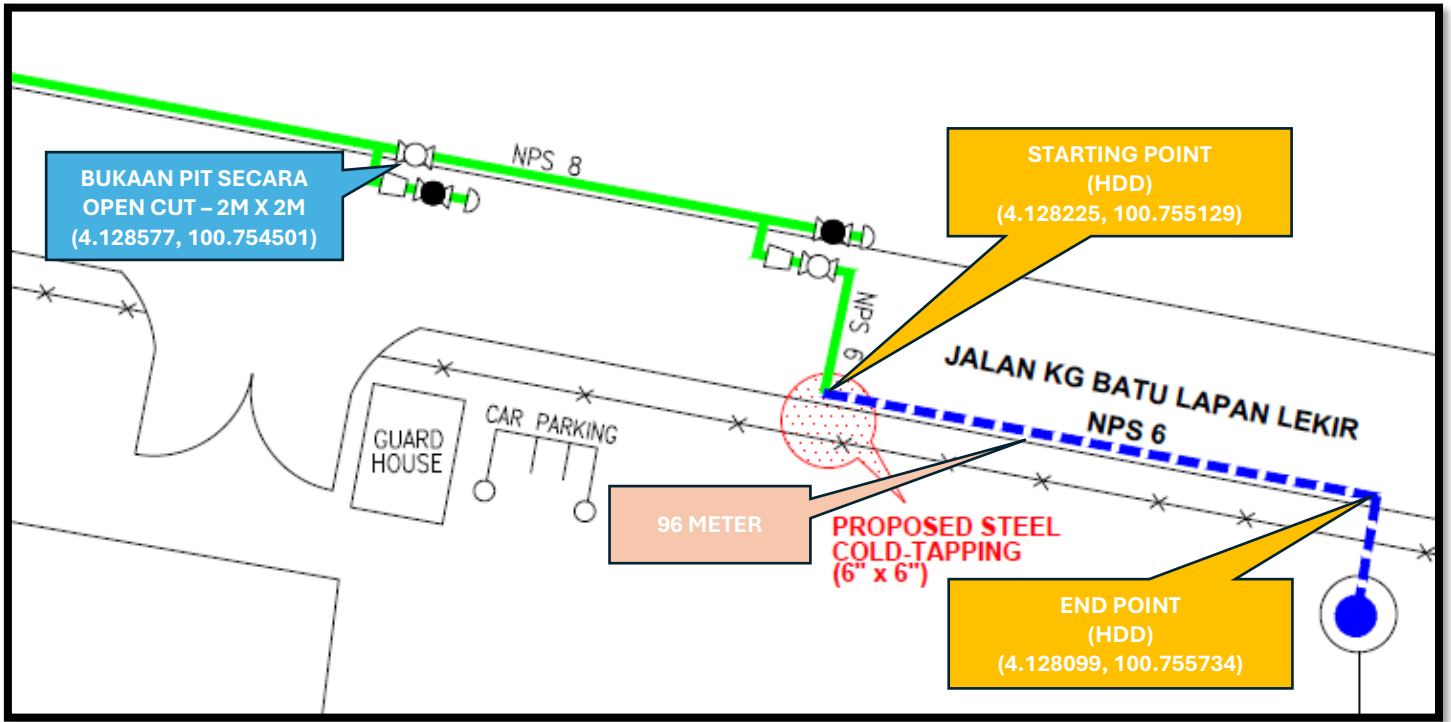 NPS 8
BUKAAN PIT SECARA
OPEN CUT – 2M X 2M
(4.128577, 100.754501)
STARTING POINT
(HDD)
(4.128225, 100.755129)
NPS 6
JALAN KG BATU LAPAN LEKIR
NPS 6
CAR PARKING
GUARD
HOUSE
96 METER
PROPOSED STEEL
COLD-TAPPING
(6" x 6")
END POINT
(HDD)
(4.128099, 100.755734)